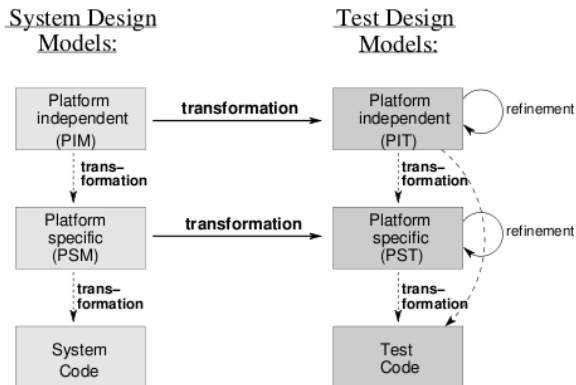 System Design
Models:
Test Design
Models:
Platform
independent
(PIM)
transformation
Platform
independent
(PIT)
refinement
trans–
formation
trans–
formation
Platform
specific
(PSM)
transformation
Platform
specific
(PST)
refinement
trans–
formation
trans–
formation
System
Code
Test
Code